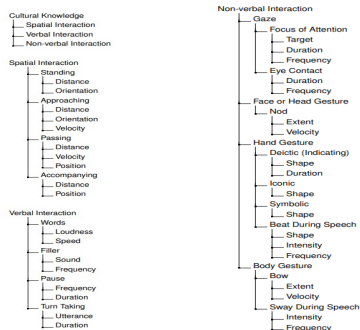 Cultural Knowledge
Spatial Interaction
Verbal Interaction
Non-verbal Interaction
Spatial Interaction
Standing
Distance
Orientation
Approaching
Distance
Orientation
Velocity
Passing
Distance
Velocity
Position
Accompanying
Distance
Position
Verbal Interaction
Words
Loudness
Speed
Filler
Sound
Frequency
Pause
Frequency
Duration
Turn Taking
Utterance
Duration
Non-verbal Interaction
Gaze
Focus of Attention
Target
Duration
Frequency
Eye Contact
Duration
Frequency
Face or Head Gesture
Nod
Extent
Velocity
Hand Gesture
Deictic (Indicating)
Shape
Duration
Iconic
Shape
Symbolic
Shape
Beat During Speech
Shape
Intensity
Frequency
Body Gesture
Bow
Extent
Velocity
Sway During Speech
Intensity
Frequency